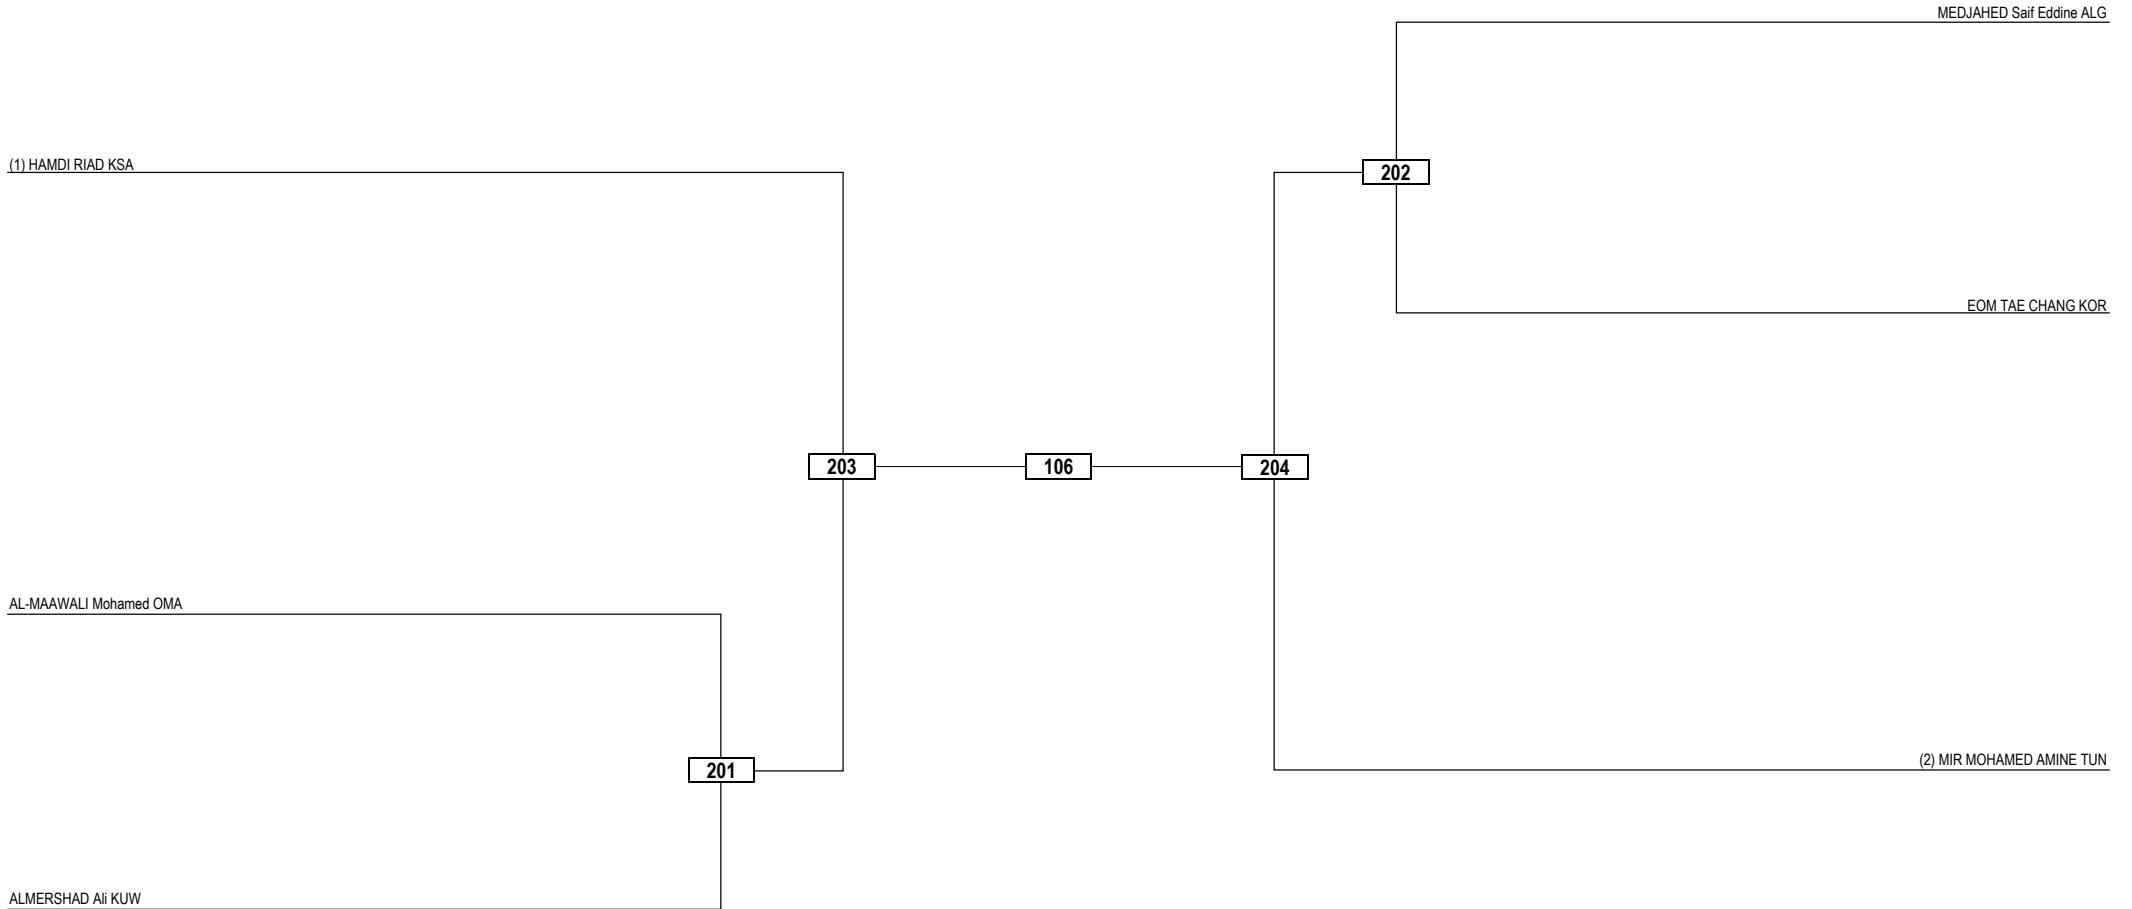 MEDJAHED Saif Eddine ALG
(1) HAMDI RIAD KSA
202
EOM TAE CHANG KOR
203
106
204
AL-MAAWALI Mohamed OMA
(2) MIR MOHAMED AMINE TUN
201
ALMERSHAD Ali KUW